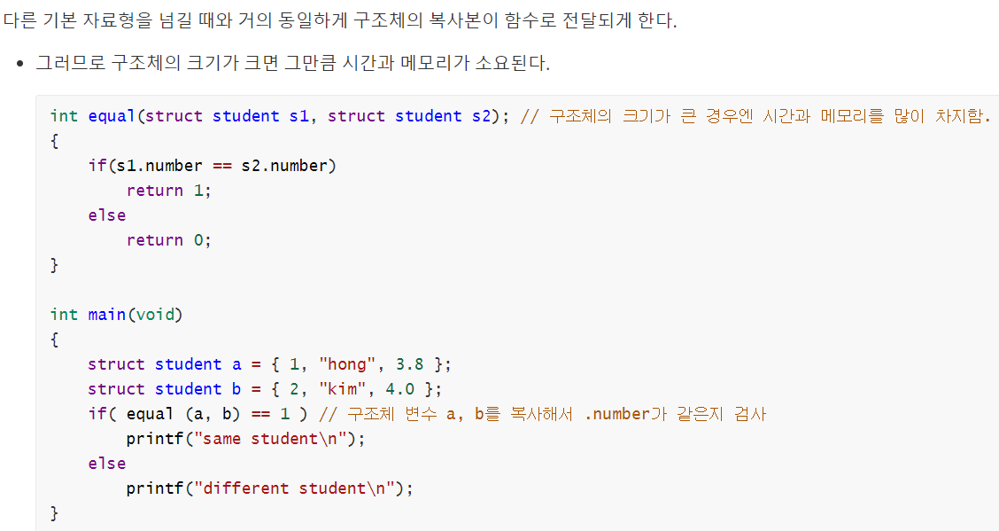 다른 기본 자료형을 넘길 때와 거의 동일하게 구조체의 복사본이 함수로 전달되게 한다.
• 그러므로 구조체의 크기가 크면 그만큼 시간과 메모리가 소요된다.
int equal(struct student s1, struct student s2); // 구조체의 크기가 큰 경우엔 시간과 메모리를 많이 차지함.
{
    if(s1.number == s2.number)
        return 1;
    else
        return 0;
}
int main(void)
{
    struct student a = { 1, "hong", 3.8 };
    struct student b = { 2, "kim", 4.0 };
    if( equal (a, b) == 1 ) // 구조체 변수 a, b를 복사해서 .number가 같은지 검사
        printf("same student\n");
    else
        printf("different student\n");
}